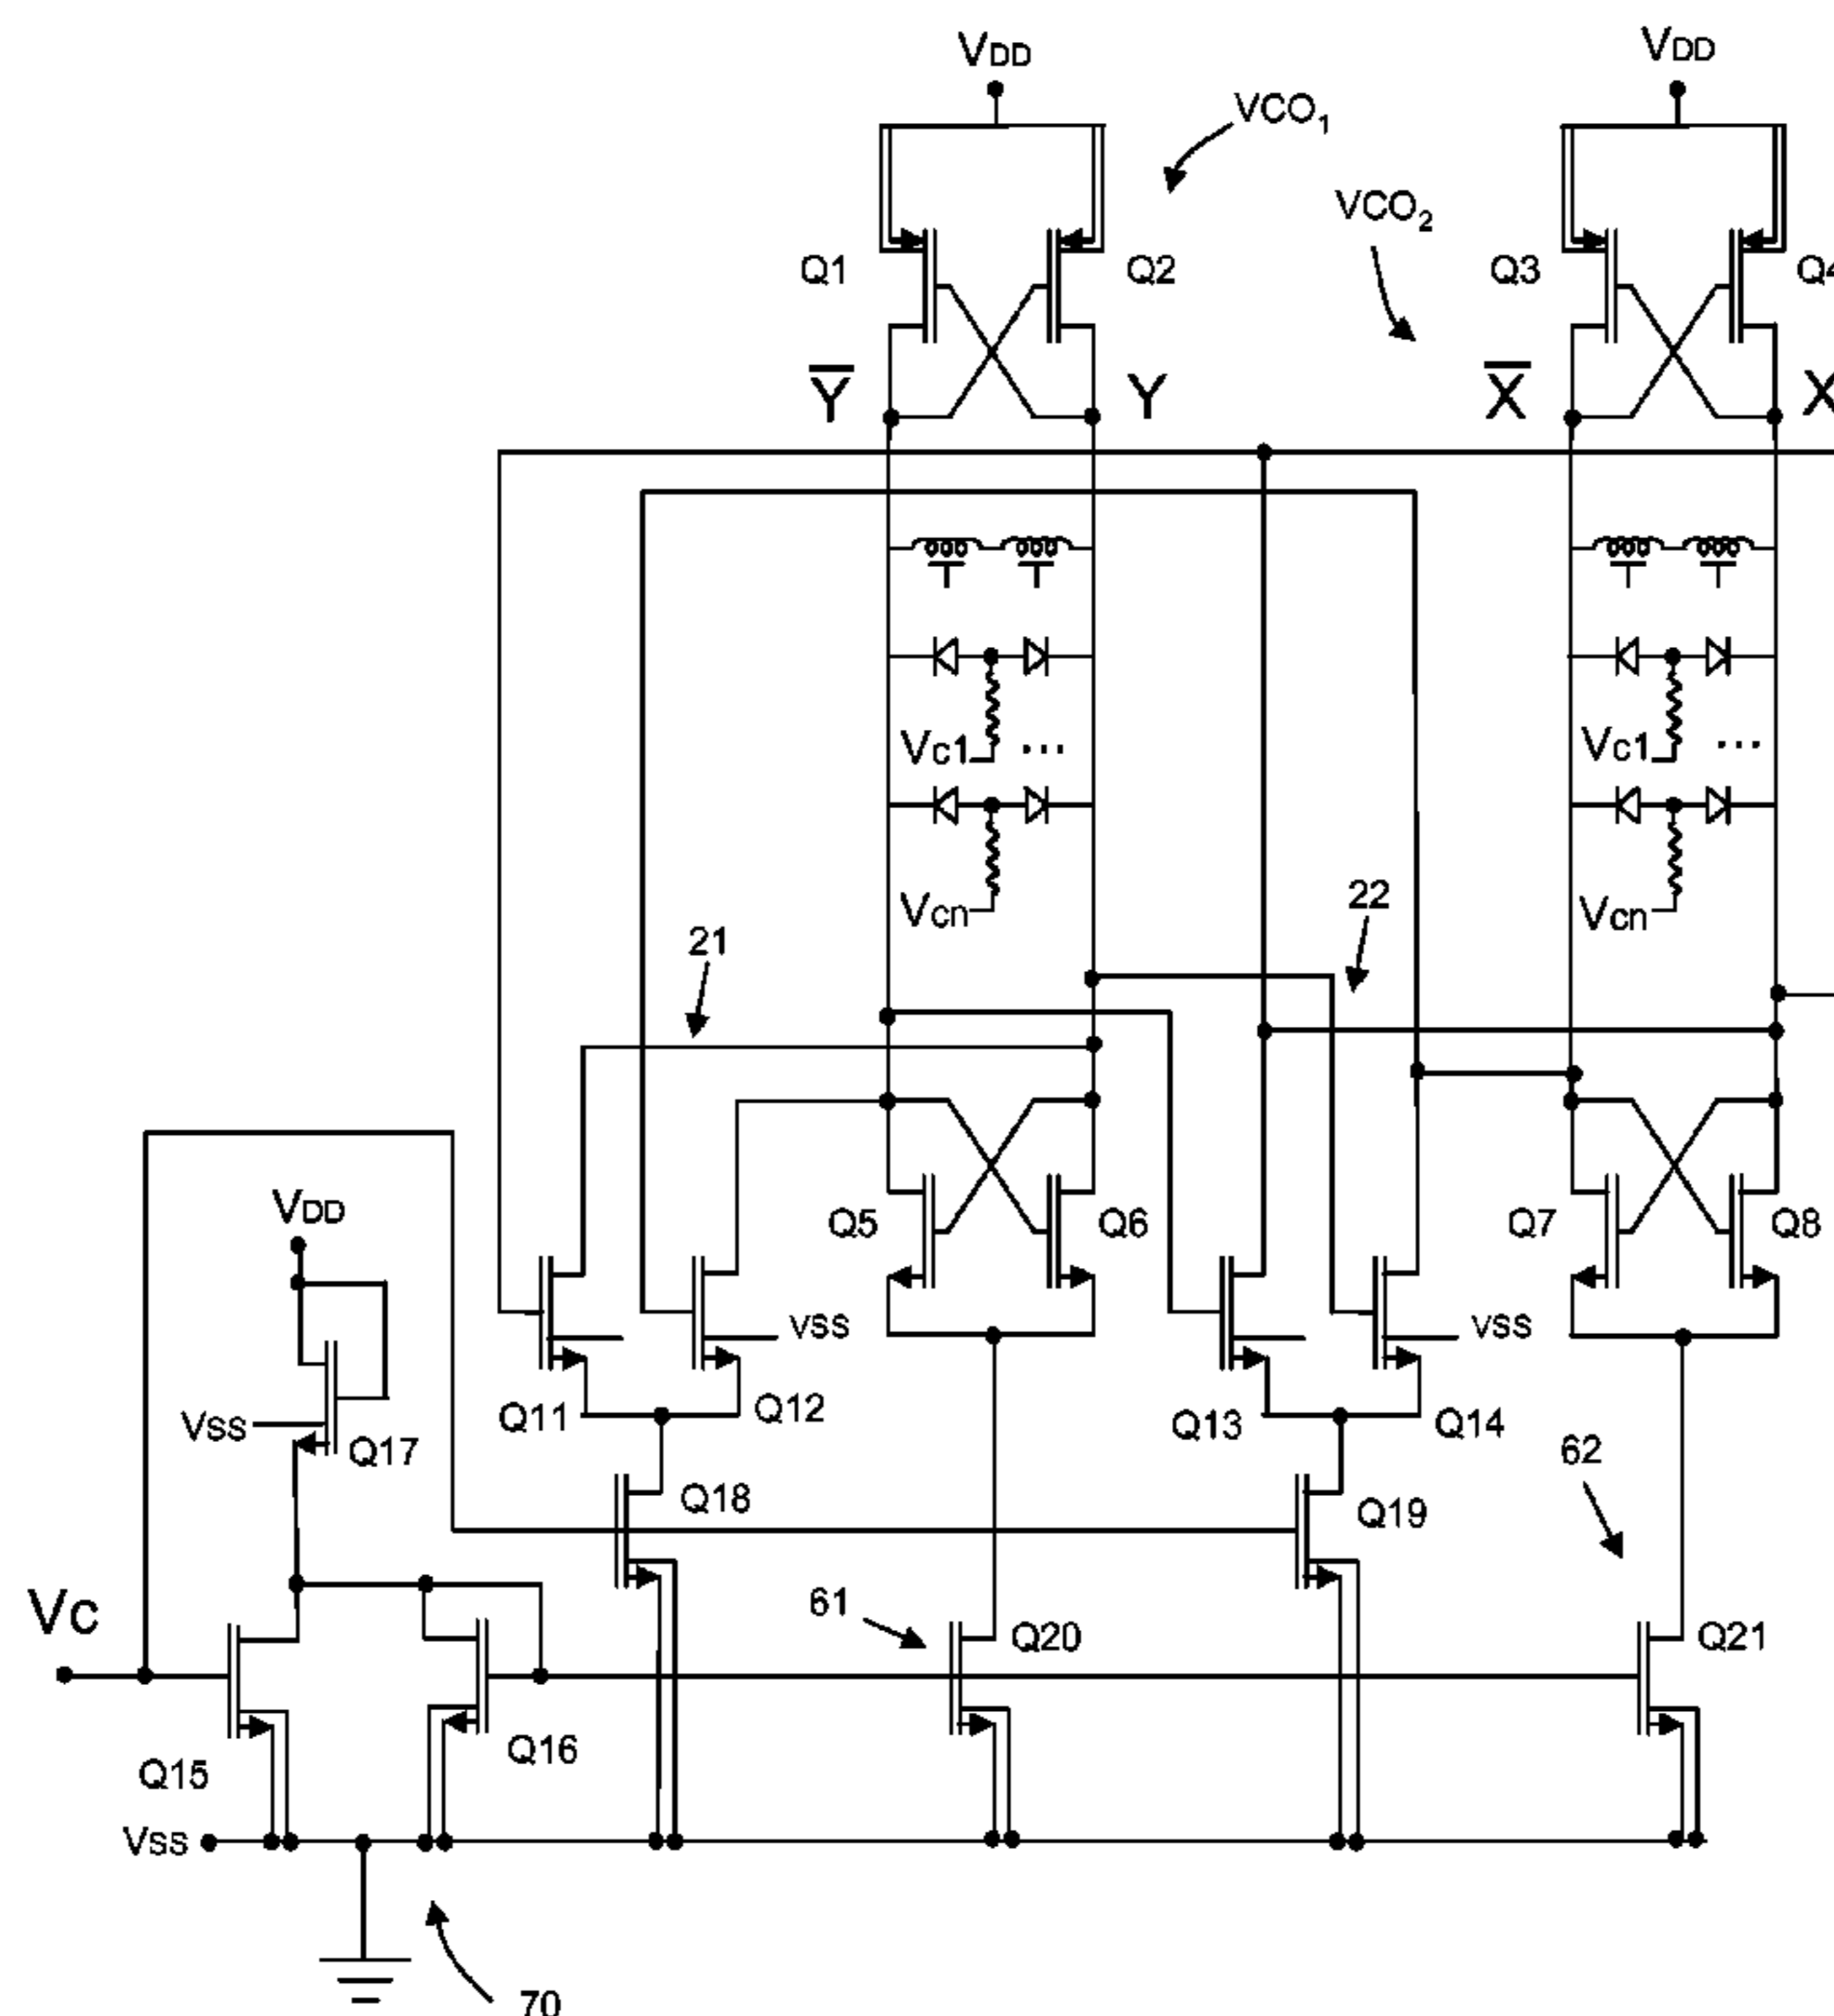 VDD
VDD
VCO1
VCO2
Q1
Q2
Q3
Q4
Y
Y
X
X
Vc1
...
Vc1
...
Vcn
Vcn
21
22
VDD
Q5
Q6
Q7
Q8
VSS
VSS
Q11
Q12
Q13
Q14
VSS
Q17
62
Q18
Q19
Vc
61
Q20
Q21
Q15
Q16
VSS
70